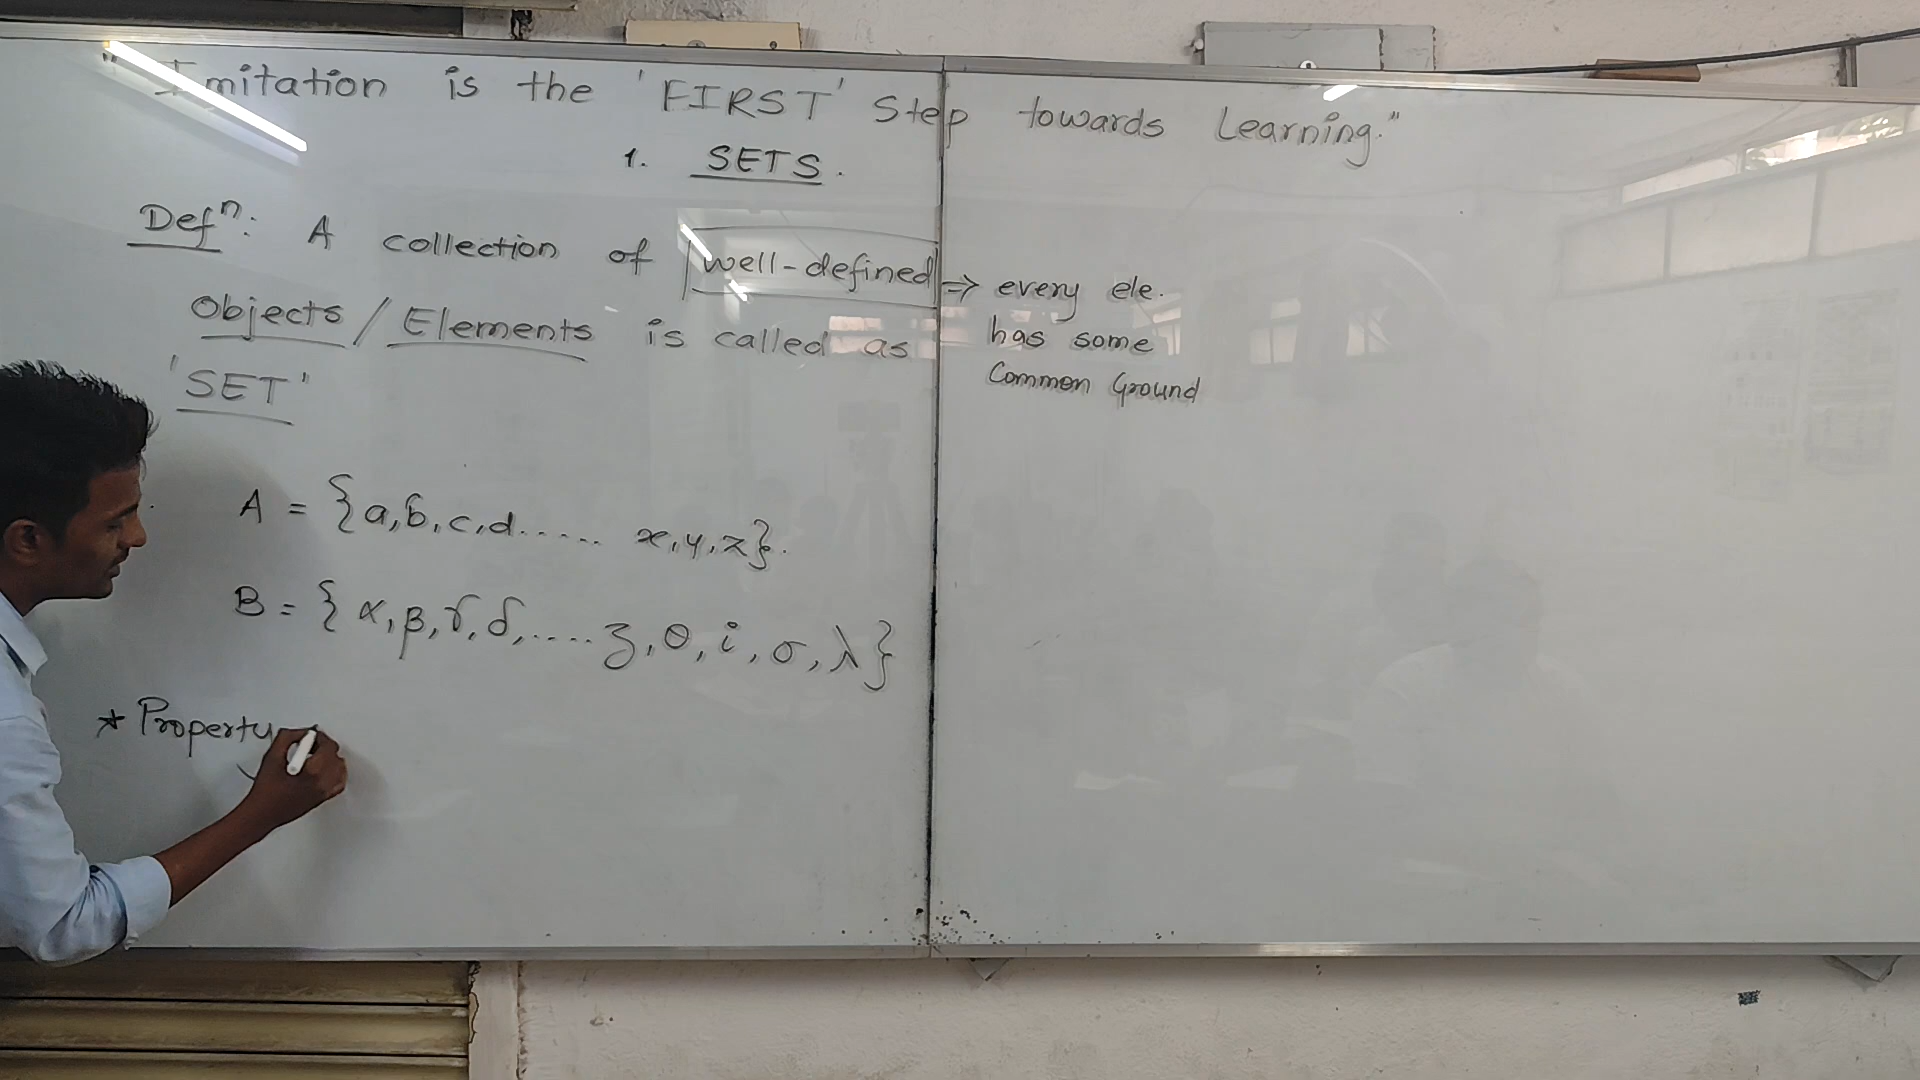 " Imitation is the 'FIRST' Step towards Learning."
1. SETS.
Defⁿ: A collection of well-defined ⇒ every ele.
has some
Common Ground
Objects / Elements is called as
'SET'
A = {a, b, c, d...... x, y, z}.
B = { α, β, γ, δ, .... ʒ, θ, i, σ, λ}
* Property